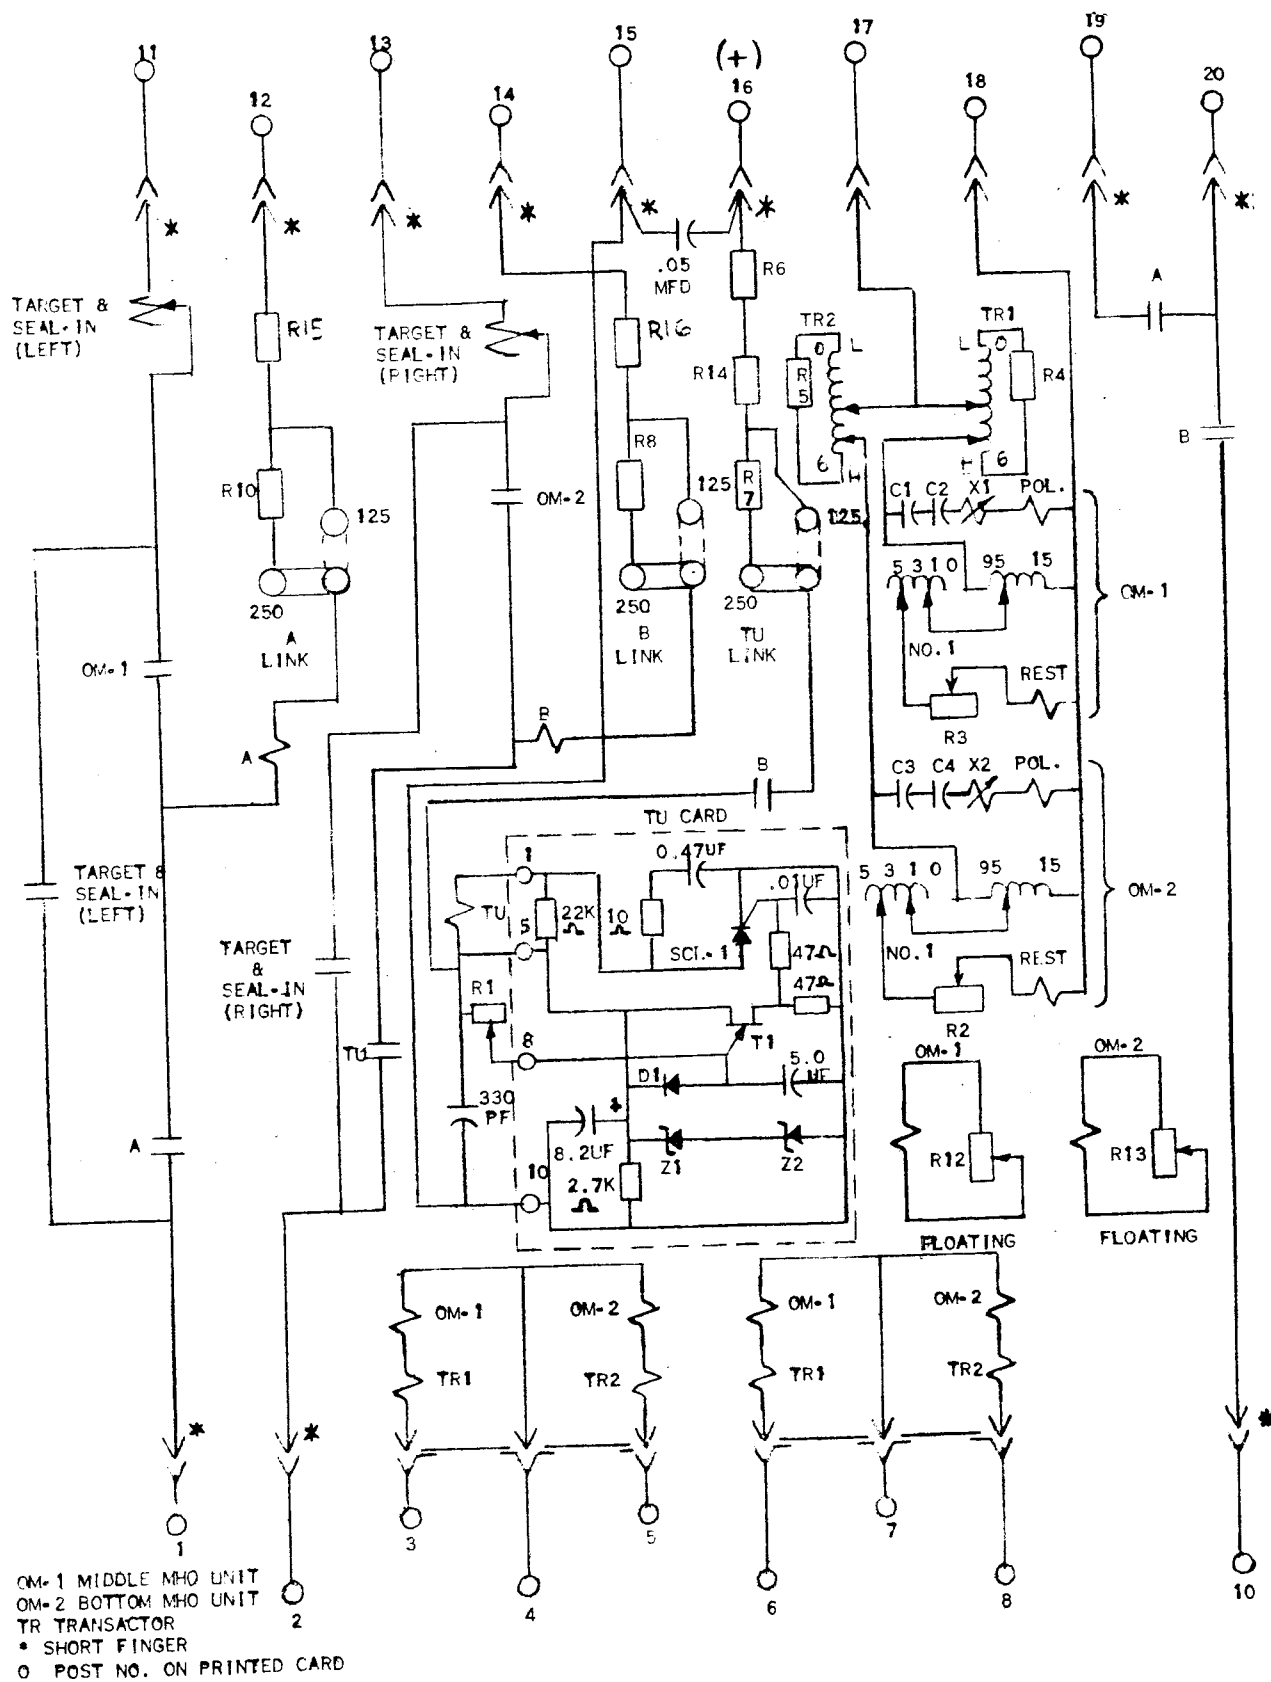 11
12
13
14
15
(+)
16
17
18
19
20
*
*
*
*
*
*
*
*
.05
MFD
R6
A
TARGET &
SEAL-IN
(LEFT)
R15
TARGET &
SEAL-IN
(RIGHT)
R16
R14
TR2
0
L
R
5
TR1
L
0
R4
6
H
H
6
B
R10
125
250
A
LINK
OM-2
R8
125
250
B
LINK
R
7
125
250
TU
LINK
C1 C2 X1 POL.
5 3 1 0
95 15
NO.1
REST
R3
OM-1
OM-1
A
B
B
C3 C4 X2 POL.
5 3 1 0
95 15
NO.1
REST
R2
OM-2
TARGET &
SEAL-IN
(LEFT)
TARGET
&
SEAL-IN
(RIGHT)
TU
TU CARD
1
0.47UF
.01UF
TU
5
22K
Ω
10
Ω
SCR-1
47Ω
47Ω
R1
8
T1
D1
5.0
UF
330
PF
+
8.2UF
Z1
Z2
10
2.7K
Ω
A
OM-1
R12
FLOATING
OM-2
R13
FLOATING
OM-1
OM-2
OM-1
OM-2
TR1
TR2
TR1
TR2
*
*
*
1
2
3
4
5
6
7
8
10
OM-1 MIDDLE MHO UNIT
OM-2 BOTTOM MHO UNIT
TR TRANSACTOR
* SHORT FINGER
O POST NO. ON PRINTED CARD